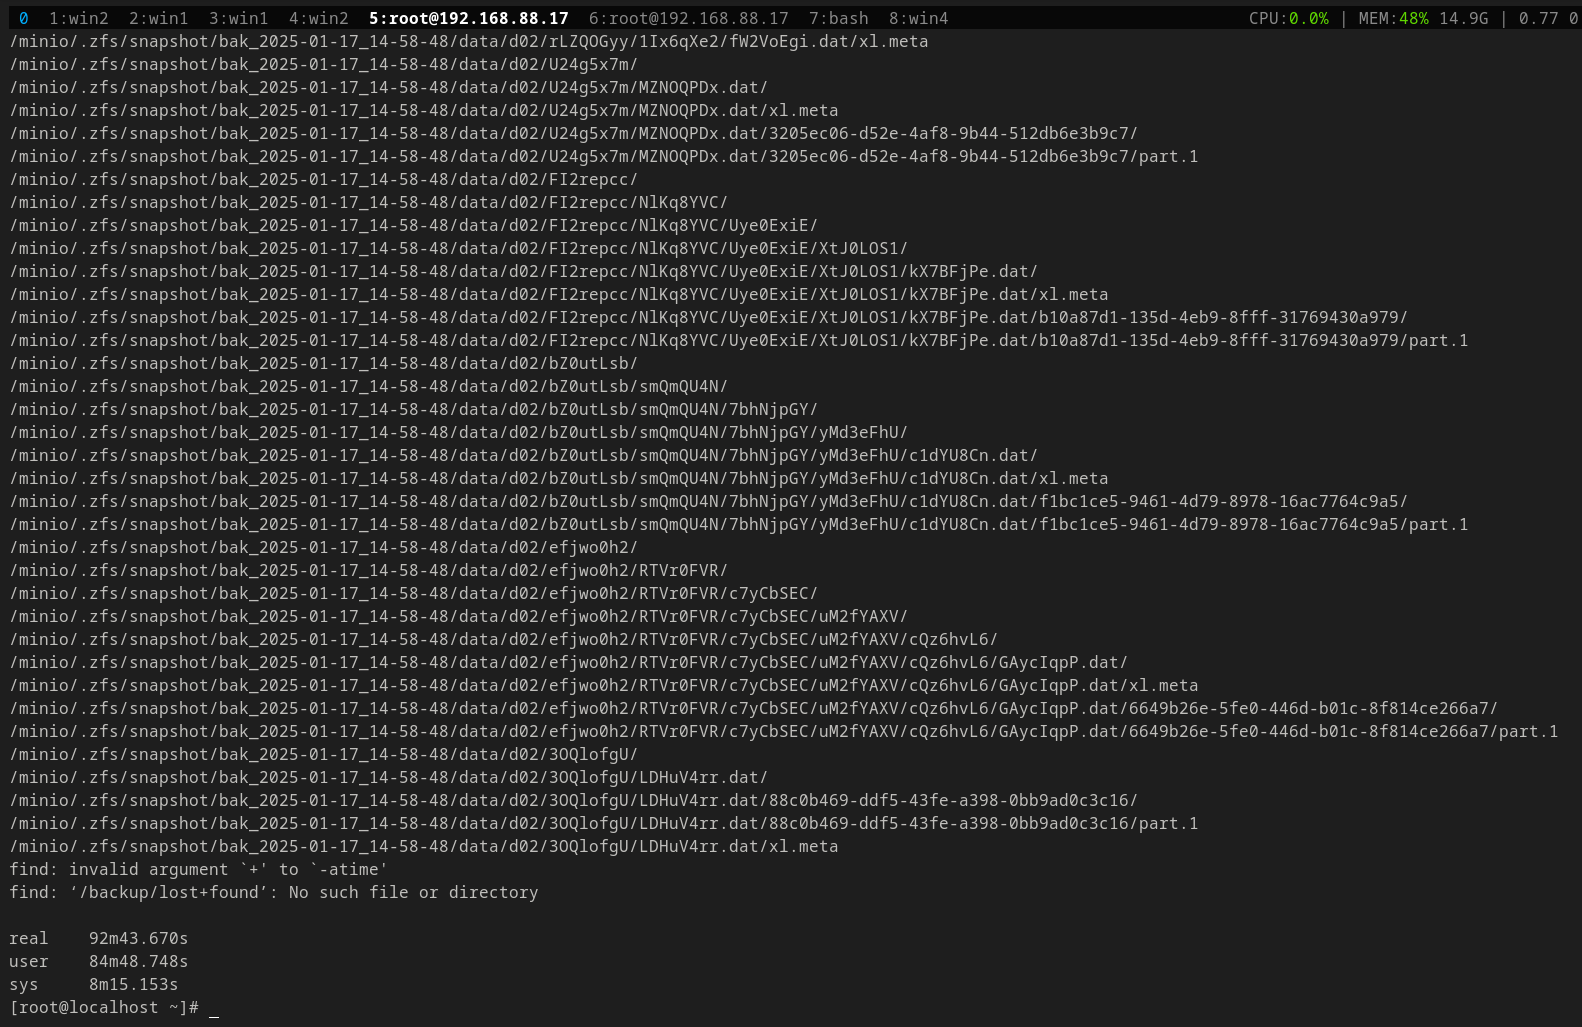 0 1:win2 2:win1 3:win1 4:win2 5:root@192.168.88.17 6:root@192.168.88.17 7:bash 8:win4 CPU:0.0% | MEM:48% 14.9G | 0.77 0
/minio/.zfs/snapshot/bak_2025-01-17_14-58-48/data/d02/rLZQOGyy/1Ix6qXe2/fW2VoEgi.dat/xl.meta
/minio/.zfs/snapshot/bak_2025-01-17_14-58-48/data/d02/U24g5x7m/
/minio/.zfs/snapshot/bak_2025-01-17_14-58-48/data/d02/U24g5x7m/MZNOQPDx.dat/
/minio/.zfs/snapshot/bak_2025-01-17_14-58-48/data/d02/U24g5x7m/MZNOQPDx.dat/xl.meta
/minio/.zfs/snapshot/bak_2025-01-17_14-58-48/data/d02/U24g5x7m/MZNOQPDx.dat/3205ec06-d52e-4af8-9b44-512db6e3b9c7/
/minio/.zfs/snapshot/bak_2025-01-17_14-58-48/data/d02/U24g5x7m/MZNOQPDx.dat/3205ec06-d52e-4af8-9b44-512db6e3b9c7/part.1
/minio/.zfs/snapshot/bak_2025-01-17_14-58-48/data/d02/FI2repcc/
/minio/.zfs/snapshot/bak_2025-01-17_14-58-48/data/d02/FI2repcc/NlKq8YVC/
/minio/.zfs/snapshot/bak_2025-01-17_14-58-48/data/d02/FI2repcc/NlKq8YVC/Uye0ExiE/
/minio/.zfs/snapshot/bak_2025-01-17_14-58-48/data/d02/FI2repcc/NlKq8YVC/Uye0ExiE/XtJ0LOS1/
/minio/.zfs/snapshot/bak_2025-01-17_14-58-48/data/d02/FI2repcc/NlKq8YVC/Uye0ExiE/XtJ0LOS1/kX7BFjPe.dat/
/minio/.zfs/snapshot/bak_2025-01-17_14-58-48/data/d02/FI2repcc/NlKq8YVC/Uye0ExiE/XtJ0LOS1/kX7BFjPe.dat/xl.meta
/minio/.zfs/snapshot/bak_2025-01-17_14-58-48/data/d02/FI2repcc/NlKq8YVC/Uye0ExiE/XtJ0LOS1/kX7BFjPe.dat/b10a87d1-135d-4eb9-8fff-31769430a979/
/minio/.zfs/snapshot/bak_2025-01-17_14-58-48/data/d02/FI2repcc/NlKq8YVC/Uye0ExiE/XtJ0LOS1/kX7BFjPe.dat/b10a87d1-135d-4eb9-8fff-31769430a979/part.1
/minio/.zfs/snapshot/bak_2025-01-17_14-58-48/data/d02/bZ0utLsb/
/minio/.zfs/snapshot/bak_2025-01-17_14-58-48/data/d02/bZ0utLsb/smQmQU4N/
/minio/.zfs/snapshot/bak_2025-01-17_14-58-48/data/d02/bZ0utLsb/smQmQU4N/7bhNjpGY/
/minio/.zfs/snapshot/bak_2025-01-17_14-58-48/data/d02/bZ0utLsb/smQmQU4N/7bhNjpGY/yMd3eFhU/
/minio/.zfs/snapshot/bak_2025-01-17_14-58-48/data/d02/bZ0utLsb/smQmQU4N/7bhNjpGY/yMd3eFhU/c1dYU8Cn.dat/
/minio/.zfs/snapshot/bak_2025-01-17_14-58-48/data/d02/bZ0utLsb/smQmQU4N/7bhNjpGY/yMd3eFhU/c1dYU8Cn.dat/xl.meta
/minio/.zfs/snapshot/bak_2025-01-17_14-58-48/data/d02/bZ0utLsb/smQmQU4N/7bhNjpGY/yMd3eFhU/c1dYU8Cn.dat/f1bc1ce5-9461-4d79-8978-16ac7764c9a5/
/minio/.zfs/snapshot/bak_2025-01-17_14-58-48/data/d02/bZ0utLsb/smQmQU4N/7bhNjpGY/yMd3eFhU/c1dYU8Cn.dat/f1bc1ce5-9461-4d79-8978-16ac7764c9a5/part.1
/minio/.zfs/snapshot/bak_2025-01-17_14-58-48/data/d02/efjwo0h2/
/minio/.zfs/snapshot/bak_2025-01-17_14-58-48/data/d02/efjwo0h2/RTVr0FVR/
/minio/.zfs/snapshot/bak_2025-01-17_14-58-48/data/d02/efjwo0h2/RTVr0FVR/c7yCbSEC/
/minio/.zfs/snapshot/bak_2025-01-17_14-58-48/data/d02/efjwo0h2/RTVr0FVR/c7yCbSEC/uM2fYAXV/
/minio/.zfs/snapshot/bak_2025-01-17_14-58-48/data/d02/efjwo0h2/RTVr0FVR/c7yCbSEC/uM2fYAXV/cQz6hvL6/
/minio/.zfs/snapshot/bak_2025-01-17_14-58-48/data/d02/efjwo0h2/RTVr0FVR/c7yCbSEC/uM2fYAXV/cQz6hvL6/GAycIqpP.dat/
/minio/.zfs/snapshot/bak_2025-01-17_14-58-48/data/d02/efjwo0h2/RTVr0FVR/c7yCbSEC/uM2fYAXV/cQz6hvL6/GAycIqpP.dat/xl.meta
/minio/.zfs/snapshot/bak_2025-01-17_14-58-48/data/d02/efjwo0h2/RTVr0FVR/c7yCbSEC/uM2fYAXV/cQz6hvL6/GAycIqpP.dat/6649b26e-5fe0-446d-b01c-8f814ce266a7/
/minio/.zfs/snapshot/bak_2025-01-17_14-58-48/data/d02/efjwo0h2/RTVr0FVR/c7yCbSEC/uM2fYAXV/cQz6hvL6/GAycIqpP.dat/6649b26e-5fe0-446d-b01c-8f814ce266a7/part.1
/minio/.zfs/snapshot/bak_2025-01-17_14-58-48/data/d02/3OQlofgU/
/minio/.zfs/snapshot/bak_2025-01-17_14-58-48/data/d02/3OQlofgU/LDHuV4rr.dat/
/minio/.zfs/snapshot/bak_2025-01-17_14-58-48/data/d02/3OQlofgU/LDHuV4rr.dat/88c0b469-ddf5-43fe-a398-0bb9ad0c3c16/
/minio/.zfs/snapshot/bak_2025-01-17_14-58-48/data/d02/3OQlofgU/LDHuV4rr.dat/88c0b469-ddf5-43fe-a398-0bb9ad0c3c16/part.1
/minio/.zfs/snapshot/bak_2025-01-17_14-58-48/data/d02/3OQlofgU/LDHuV4rr.dat/xl.meta
find: invalid argument `+' to `-atime'
find: ‘/backup/lost+found’: No such file or directory
real 92m43.670s
user 84m48.748s
sys 8m15.153s
[root@localhost ~]# _